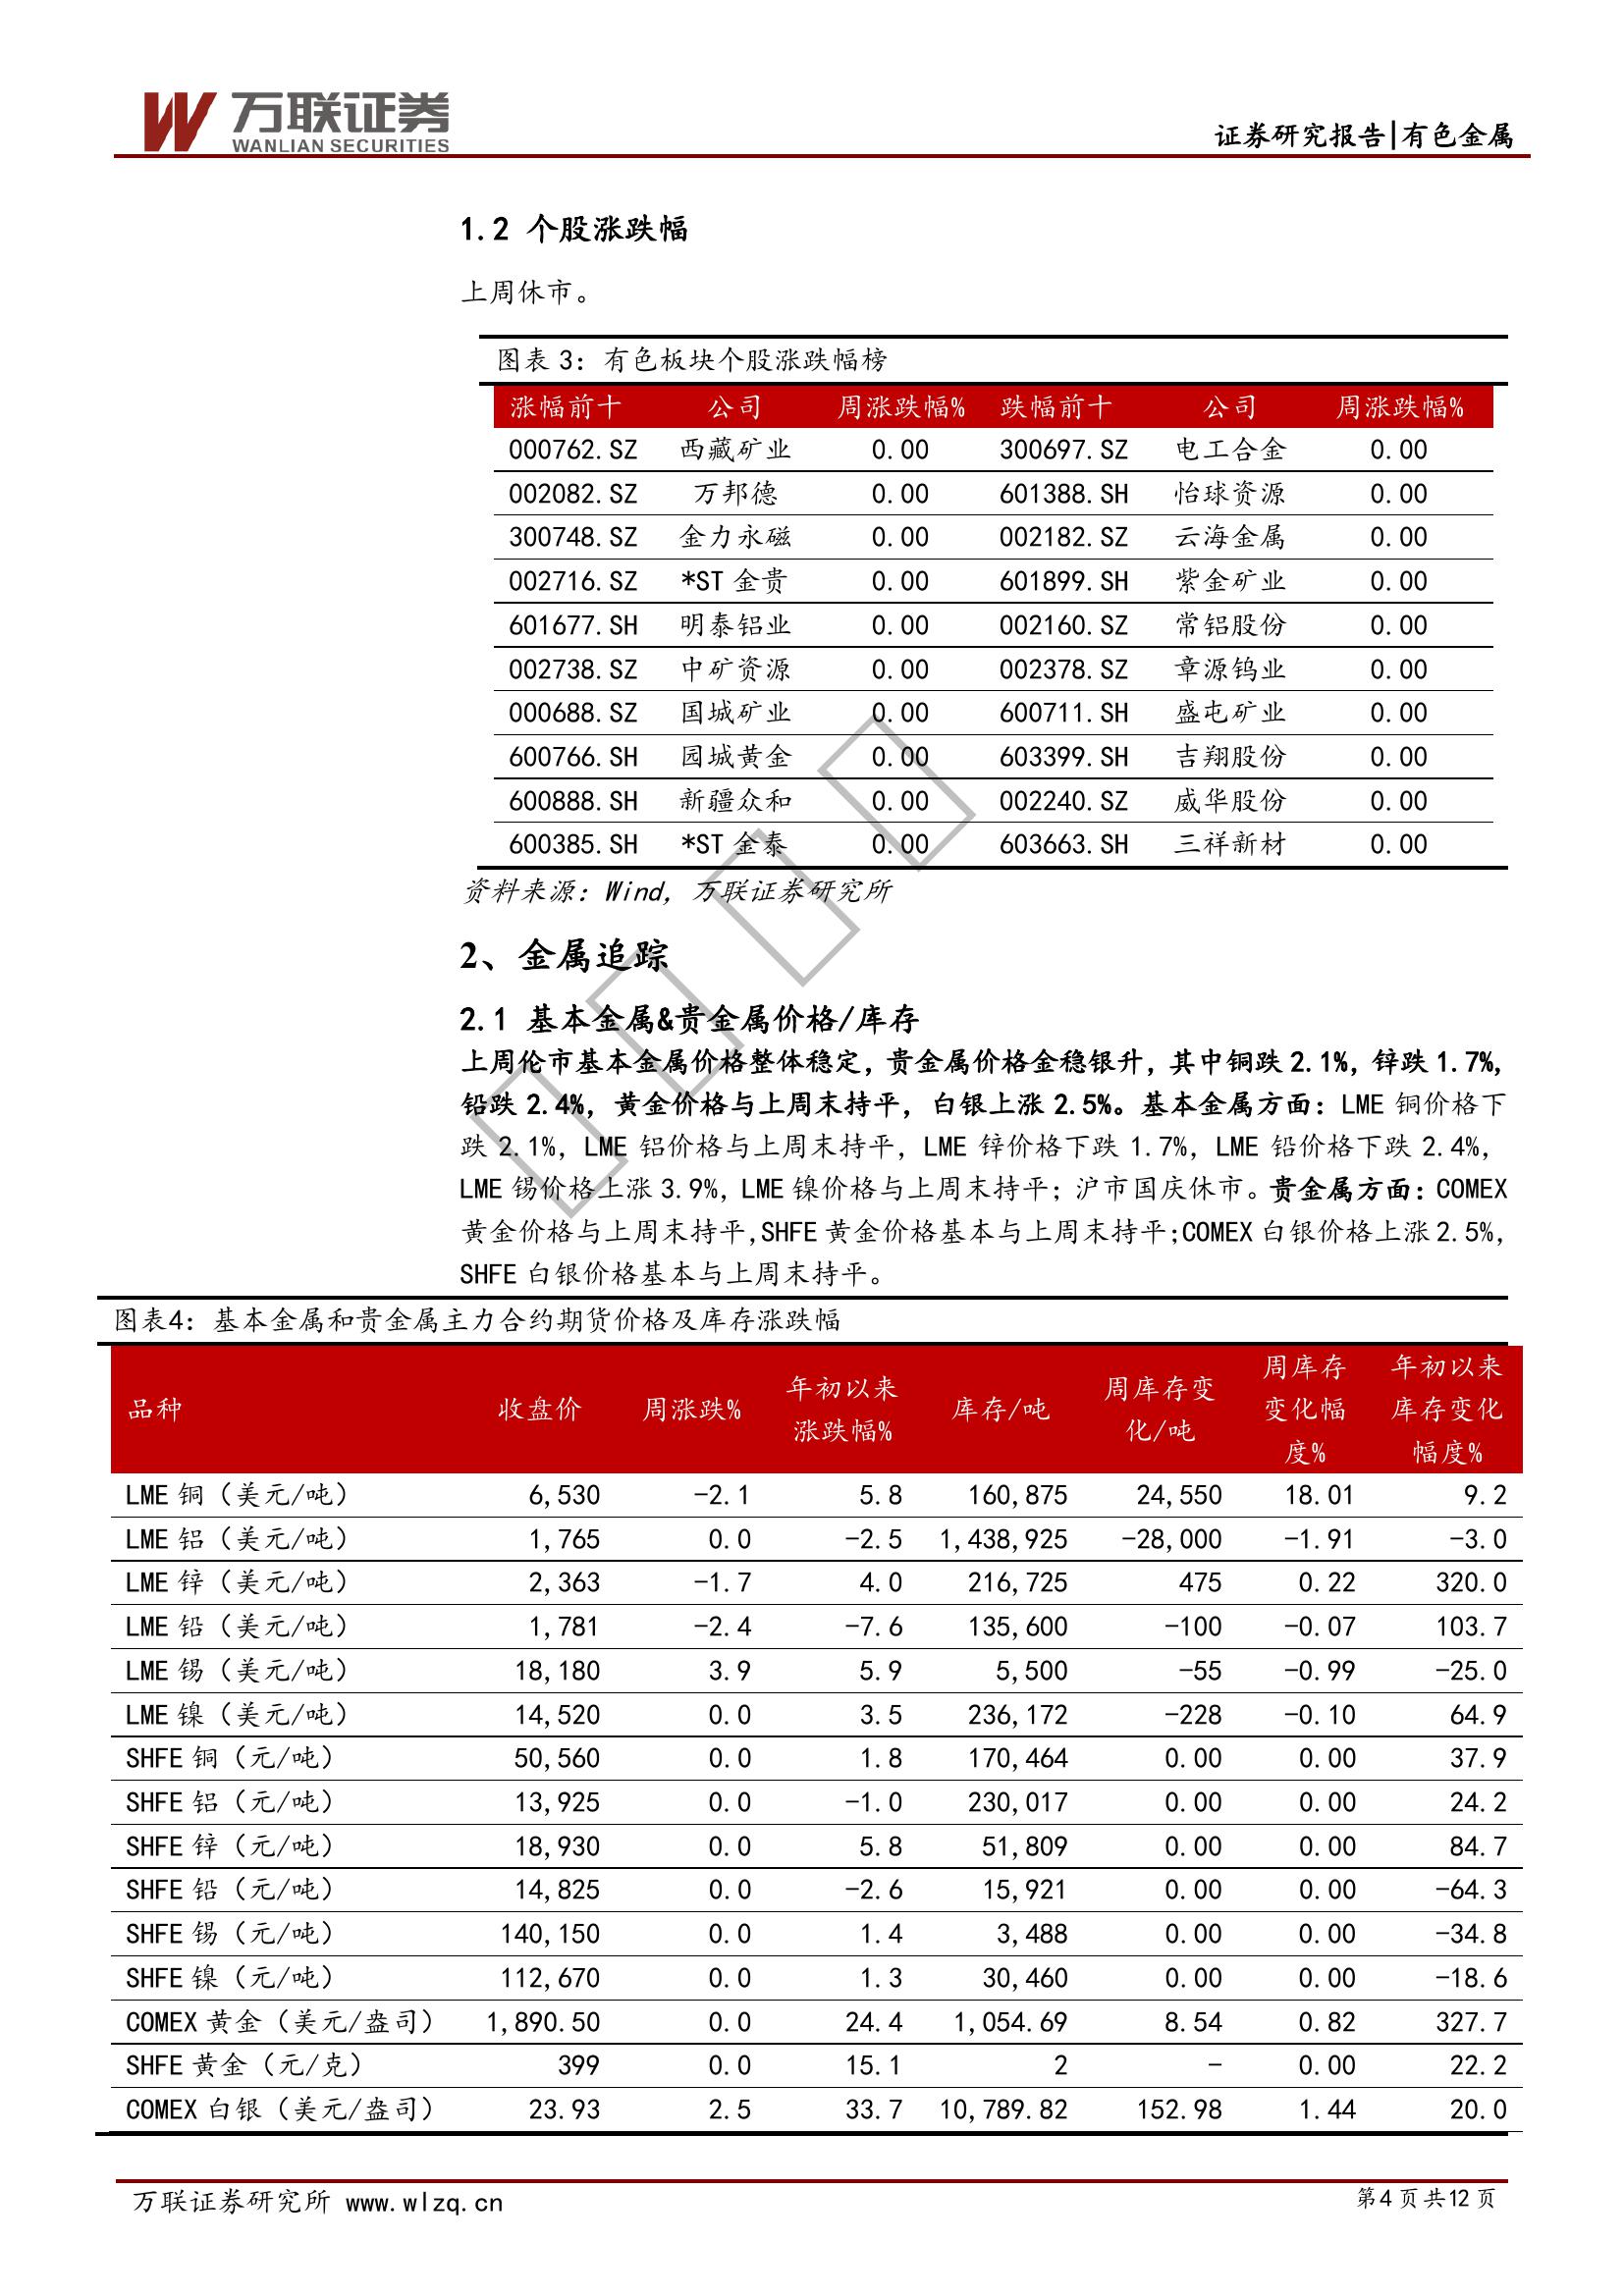 万联证券
WANLIAN SECURITIES
证券研究报告|有色金属
1.2 个股涨跌幅
上周休市。
图表 3：有色板块个股涨跌幅榜
涨幅前十 公司 周涨跌幅% 跌幅前十 公司 周涨跌幅%
000762.SZ 西藏矿业 0.00 300697.SZ 电工合金 0.00
002082.SZ 万邦德 0.00 601388.SH 怡球资源 0.00
300748.SZ 金力永磁 0.00 002182.SZ 云海金属 0.00
002716.SZ *ST 金贵 0.00 601899.SH 紫金矿业 0.00
601677.SH 明泰铝业 0.00 002160.SZ 常铝股份 0.00
002738.SZ 中矿资源 0.00 002378.SZ 章源钨业 0.00
000688.SZ 国城矿业 0.00 600711.SH 盛屯矿业 0.00
600766.SH 园城黄金 0.00 603399.SH 吉翔股份 0.00
600888.SH 新疆众和 0.00 002240.SZ 威华股份 0.00
600385.SH *ST 金泰 0.00 603663.SH 三祥新材 0.00
资料来源：Wind，万联证券研究所
2、金属追踪
2.1 基本金属&贵金属价格/库存
上周伦市基本金属价格整体稳定，贵金属价格金稳银升，其中铜跌 2.1%，锌跌 1.7%，
铅跌 2.4%，黄金价格与上周末持平，白银上涨 2.5%。基本金属方面：LME 铜价格下
跌 2.1%，LME 铝价格与上周末持平，LME 锌价格下跌 1.7%，LME 铅价格下跌 2.4%，
LME 锡价格上涨 3.9%，LME 镍价格与上周末持平；沪市国庆休市。贵金属方面：COMEX
黄金价格与上周末持平，SHFE 黄金价格基本与上周末持平；COMEX 白银价格上涨 2.5%，
SHFE 白银价格基本与上周末持平。
图表4：基本金属和贵金属主力合约期货价格及库存涨跌幅
品种 收盘价 周涨跌% 年初以来涨跌幅% 库存/吨 周库存变化/吨 周库存变化幅度% 年初以来库存变化幅度%
LME 铜（美元/吨） 6,530 -2.1 5.8 160,875 24,550 18.01 9.2
LME 铝（美元/吨） 1,765 0.0 -2.5 1,438,925 -28,000 -1.91 -3.0
LME 锌（美元/吨） 2,363 -1.7 4.0 216,725 475 0.22 320.0
LME 铅（美元/吨） 1,781 -2.4 -7.6 135,600 -100 -0.07 103.7
LME 锡（美元/吨） 18,180 3.9 5.9 5,500 -55 -0.99 -25.0
LME 镍（美元/吨） 14,520 0.0 3.5 236,172 -228 -0.10 64.9
SHFE 铜（元/吨） 50,560 0.0 1.8 170,464 0.00 0.00 37.9
SHFE 铝（元/吨） 13,925 0.0 -1.0 230,017 0.00 0.00 24.2
SHFE 锌（元/吨） 18,930 0.0 5.8 51,809 0.00 0.00 84.7
SHFE 铅（元/吨） 14,825 0.0 -2.6 15,921 0.00 0.00 -64.3
SHFE 锡（元/吨） 140,150 0.0 1.4 3,488 0.00 0.00 -34.8
SHFE 镍（元/吨） 112,670 0.0 1.3 30,460 0.00 0.00 -18.6
COMEX 黄金（美元/盎司） 1,890.50 0.0 24.4 1,054.69 8.54 0.82 327.7
SHFE 黄金（元/克） 399 0.0 15.1 2 - 0.00 22.2
COMEX 白银（美元/盎司） 23.93 2.5 33.7 10,789.82 152.98 1.44 20.0
万联证券研究所 www.wlzq.cn
第4 页 共12 页